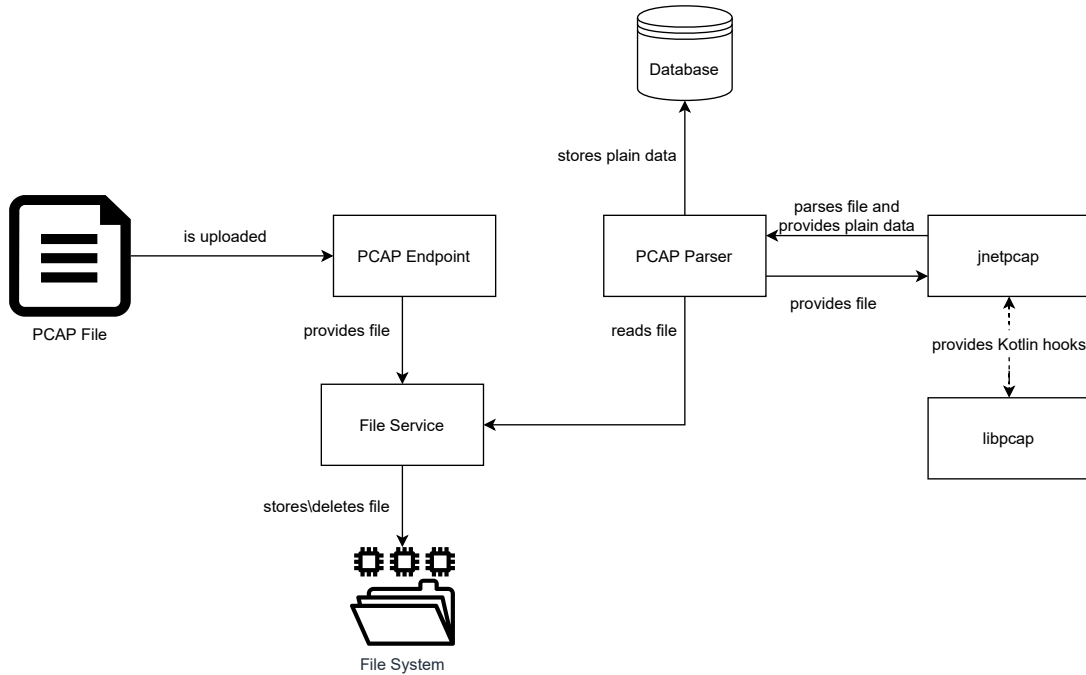 Database
stores plain data
parses file and
provides plain data
is uploaded
PCAP Endpoint
PCAP Parser
jnetpcap
provides file
PCAP File
provides file
reads file
provides Kotlin hooks
File Service
libpcap
stores\deletes file
File System